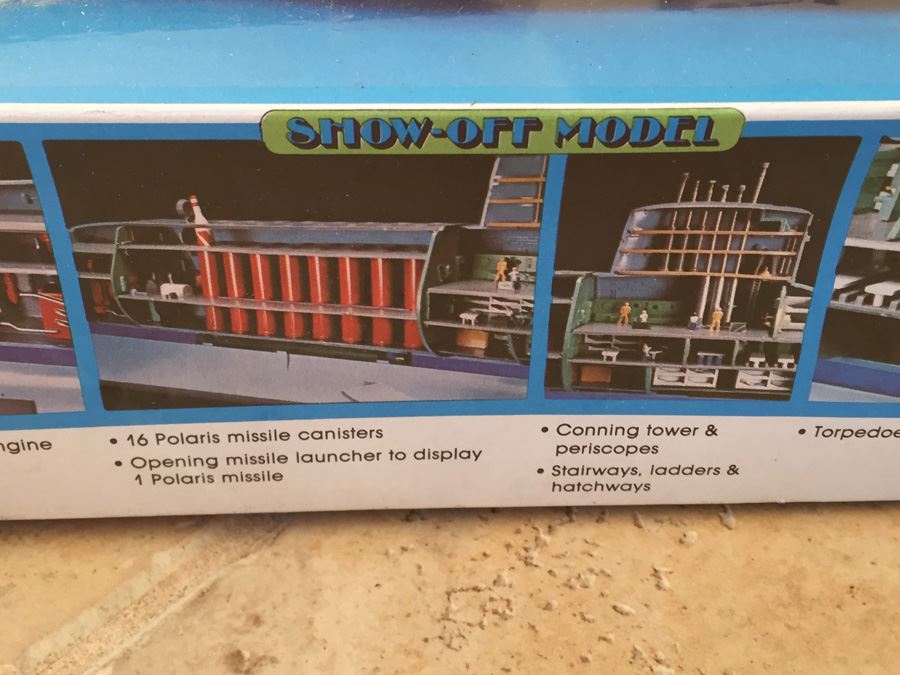 SHOW-OFF MODEL
ngine
• 16 Polaris missile canisters
• Opening missile launcher to display
1 Polaris missile
• Conning tower &
periscopes
• Stairways, ladders &
hatchways
• Torpedoe